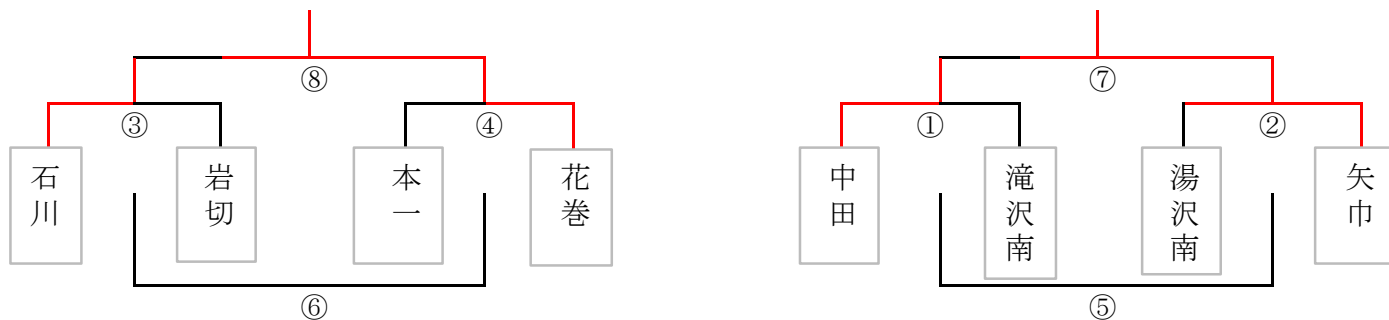 ⑧
⑦
③
④
①
②
石川
岩切
本一
花巻
中田
滝沢南
湯沢南
矢巾
⑥
⑤